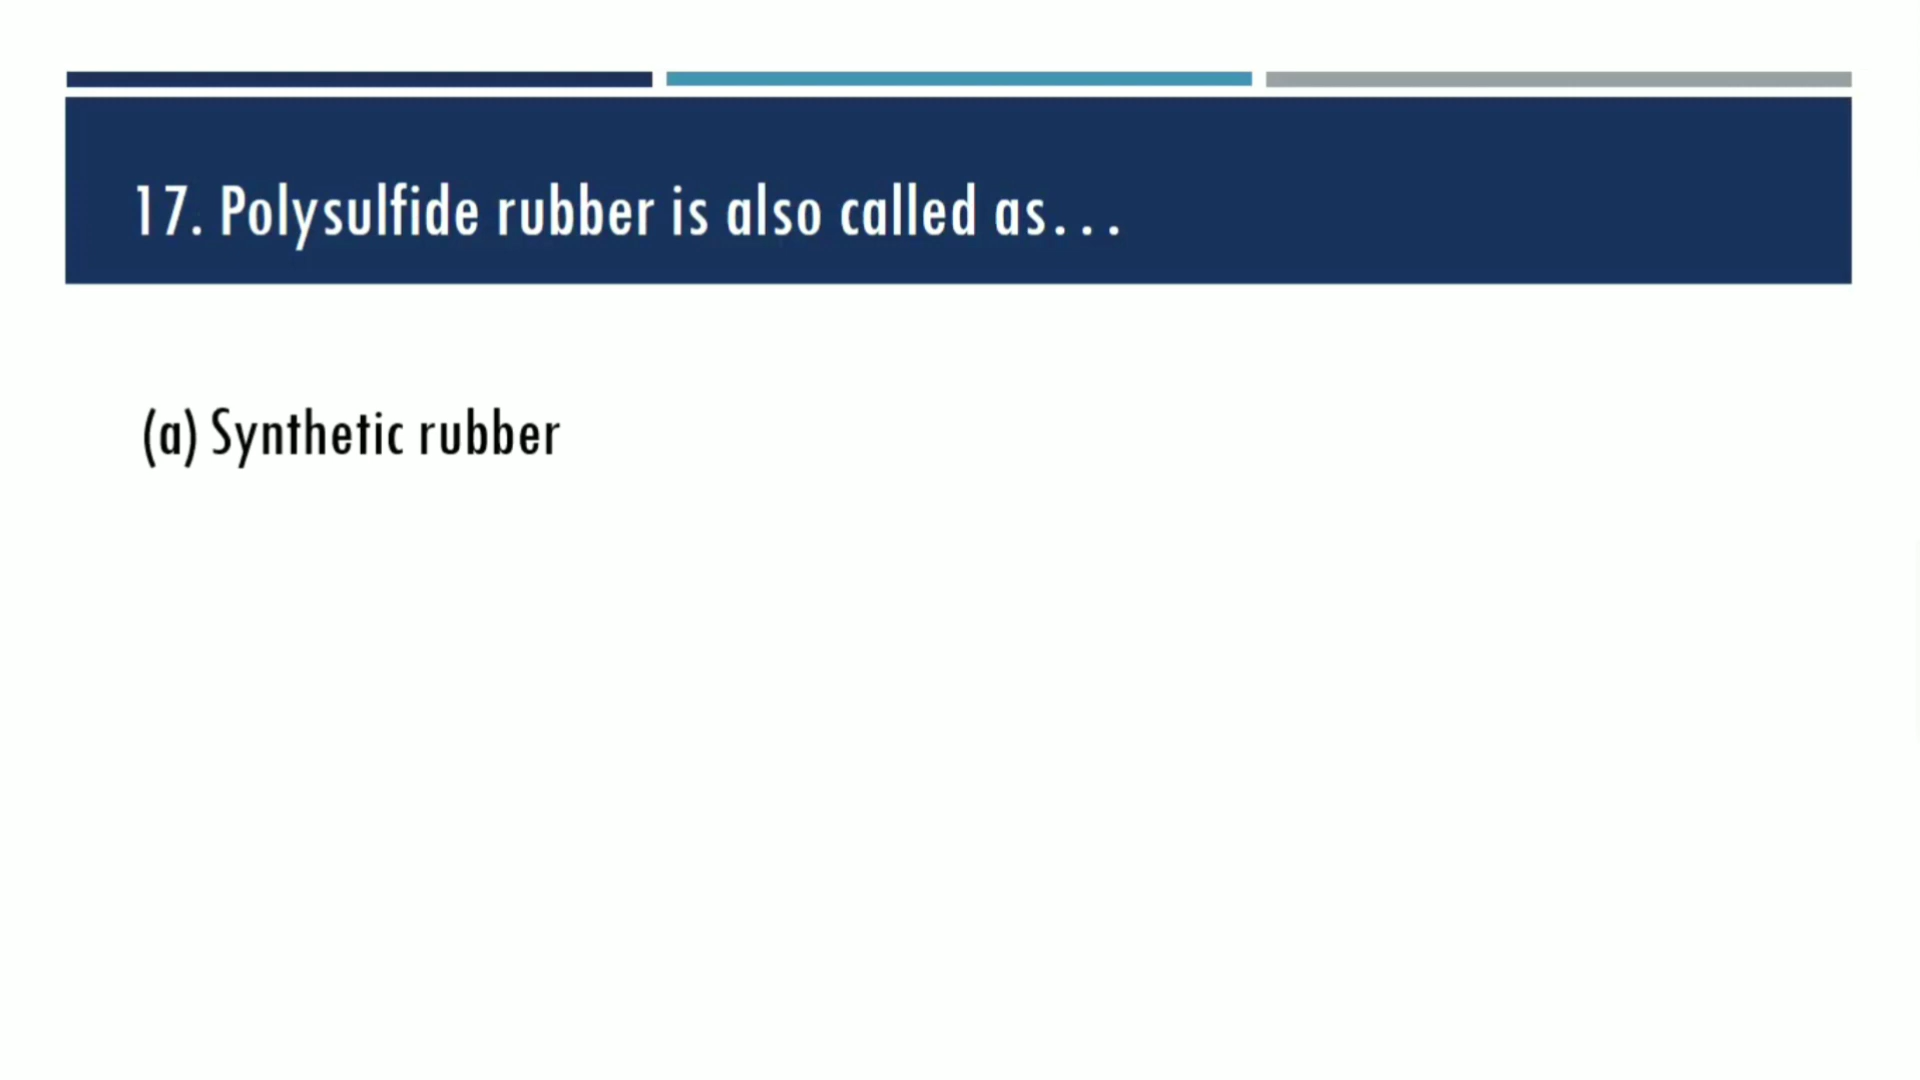 17. Polysulfide rubber is also called as...
(a) Synthetic rubber